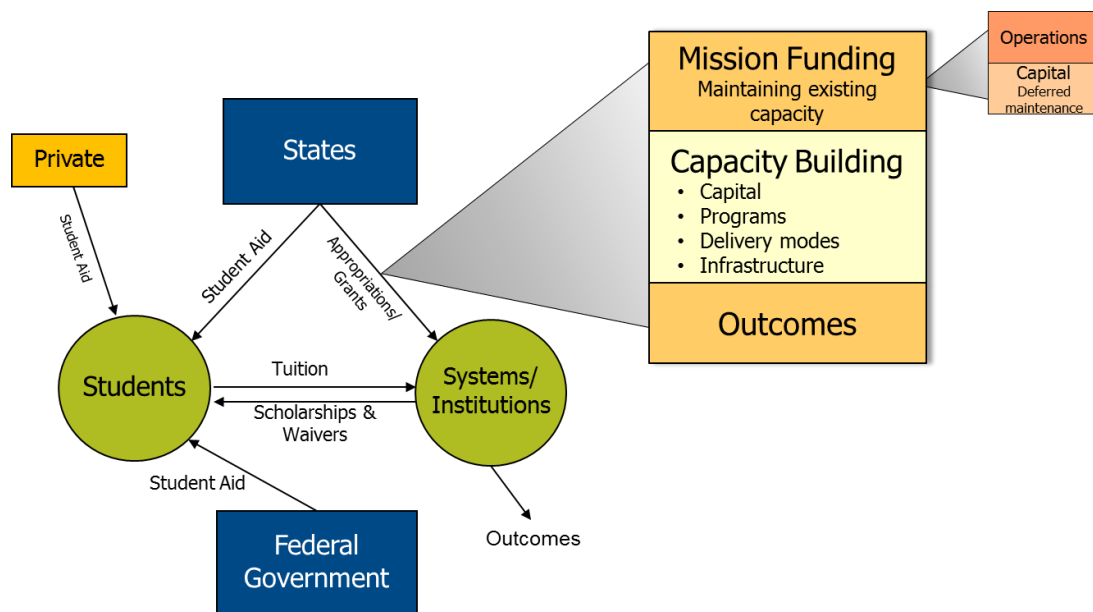 Private
States
Student Aid
Student Aid
Appropriations/
Grants
Students
Tuition
Scholarships &
Waivers
Systems/
Institutions
Student Aid
Federal
Government
Outcomes
Mission Funding
Maintaining existing
capacity
Capacity Building
• Capital
• Programs
• Delivery modes
• Infrastructure
Outcomes
Operations
Capital
Deferred
maintenance